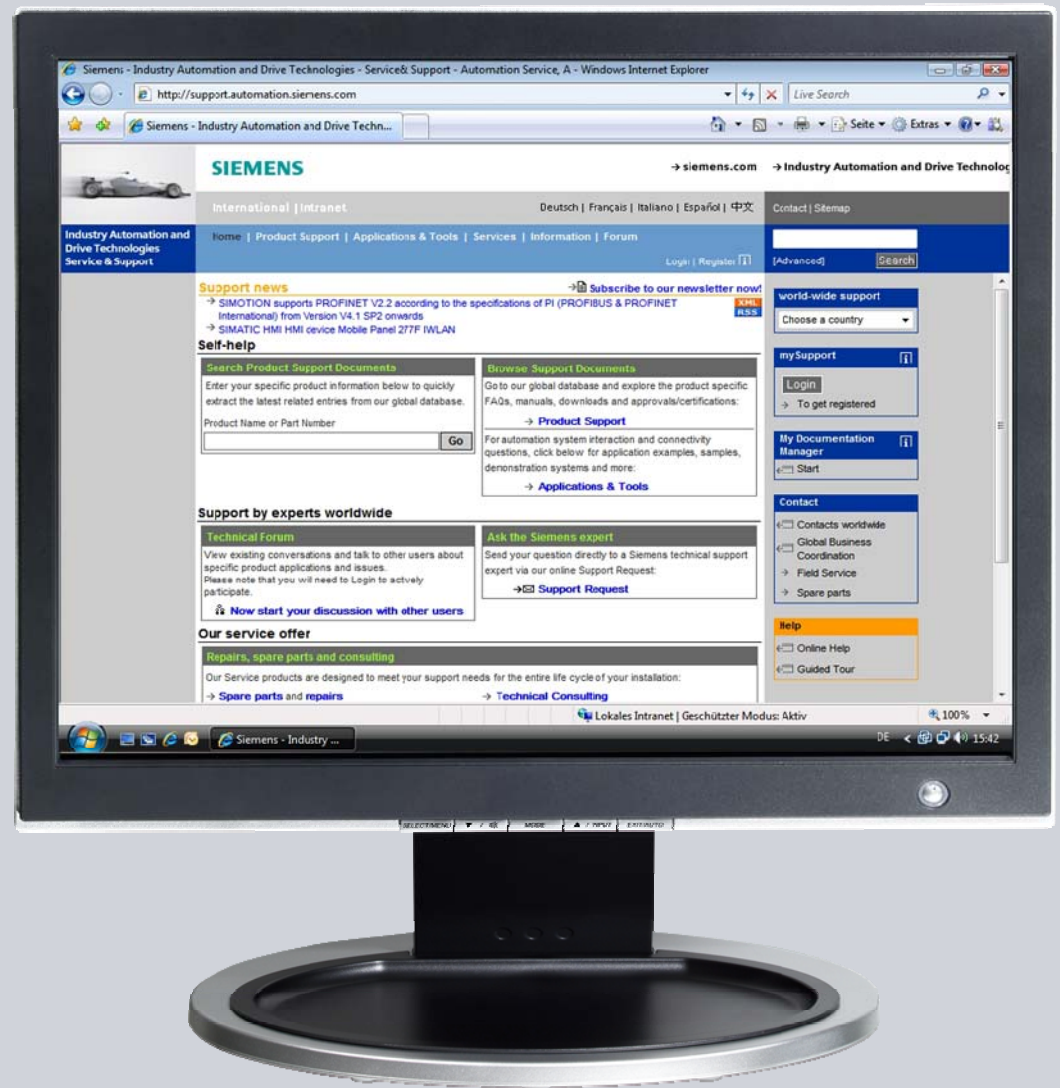 Siemens - Industry Automation and Drive Technologies - Service& Support - Automation Service, A - Windows Internet Explorer
http://support.automation.siemens.com
Live Search
Siemens - Industry Automation and Drive Techn...
Seite
Extras
SIEMENS
→ siemens.com
→ Industry Automation and Drive Technolog
International | Intranet
Deutsch | Français | Italiano | Español | 中文
Contact | Sitemap
Industry Automation and
Drive Technologies
Service & Support
Home | Product Support | Applications & Tools | Services | Information | Forum
Login | Register
[Advanced]
Search
Support news
→ Subscribe to our newsletter now!
→ SIMOTION supports PROFINET V2.2 according to the specifications of PI (PROFIBUS & PROFINET
International) from Version V4.1 SP2 onwards
XML
RSS
→ SIMATIC HMI HMI device Mobile Panel 277F IWLAN
Self-help
Search Product Support Documents
Enter your specific product information below to quickly
extract the latest related entries from our global database.
Product Name or Part Number
Go
Browse Support Documents
Go to our global database and explore the product specific
FAQs, manuals, downloads and approvals/certifications:
→ Product Support
For automation system interaction and connectivity
questions, click below for application examples, samples,
demonstration systems and more:
→ Applications & Tools
Support by experts worldwide
Technical Forum
View existing conversations and talk to other users about
specific product applications and issues.
Please note that you will need to Login to actively
participate.
Now start your discussion with other users
Ask the Siemens expert
Send your question directly to a Siemens technical support
expert via our online Support Request:
→ Support Request
Our service offer
Repairs, spare parts and consulting
Our Service products are designed to meet your support needs for the entire life cycle of your installation:
→ Spare parts and repairs
→ Technical Consulting
world-wide support
Choose a country
mySupport
Login
→ To get registered
My Documentation
Manager
Start
Contact
Contacts worldwide
Global Business
Coordination
→ Field Service
→ Spare parts
Help
Online Help
Guided Tour
Lokales Intranet | Geschützter Modus: Aktiv
100%
Siemens - Industry ...
DE
15:42
SELECT/MENU
MODE